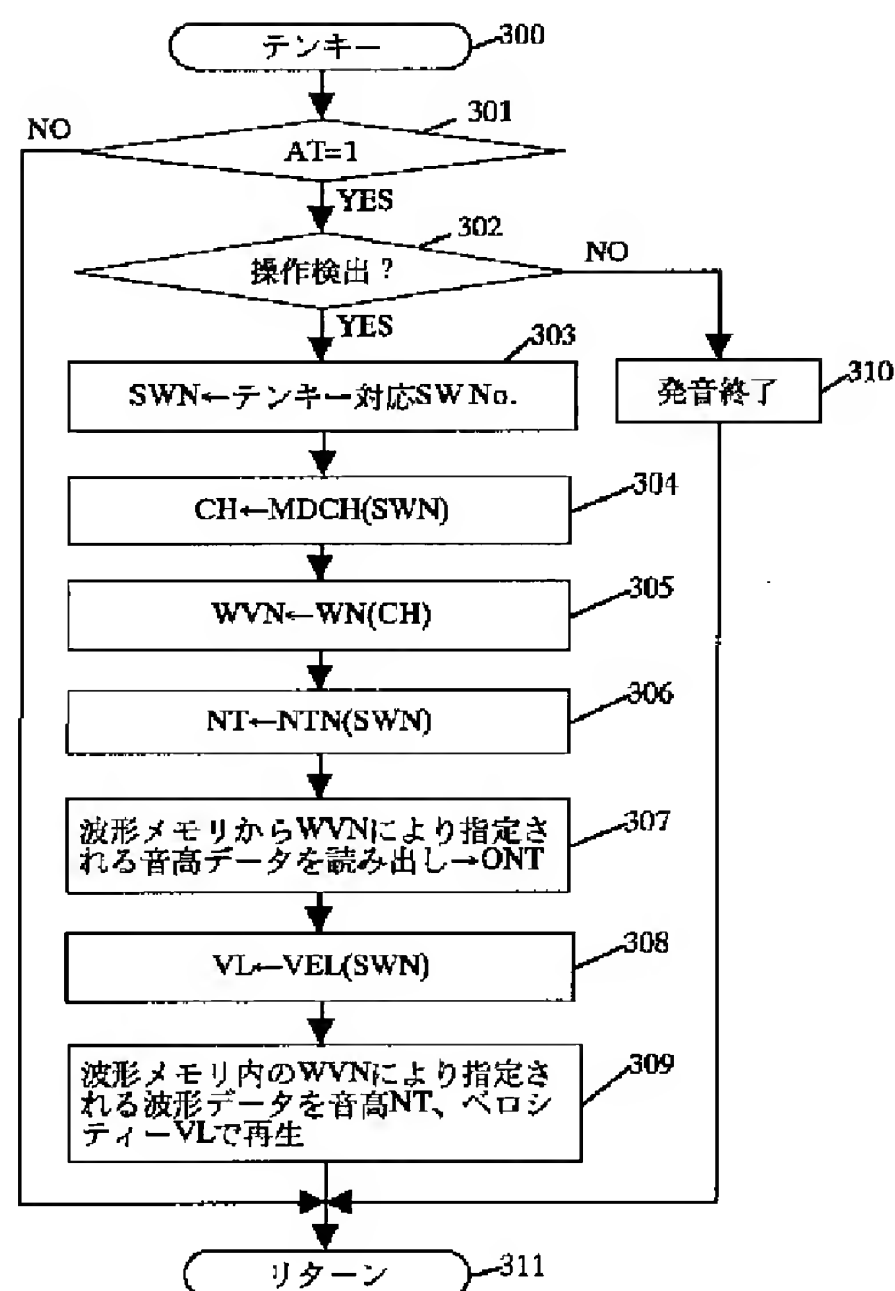 テンキー
300
301
NO
AT=1
YES
302
操作検出？
NO
YES
303
SWN←テンキー対応SW No.
発音終了
310
304
CH←MDCH(SWN)
305
WVN←WN(CH)
306
NT←NTN(SWN)
307
波形メモリからWVNにより指定さ
れる音高データを読み出し→ONT
308
VL←VEL(SWN)
309
波形メモリ内のWVNにより指定さ
れる波形データを音高NT、ベロシ
ティーVLで再生
リターン
311